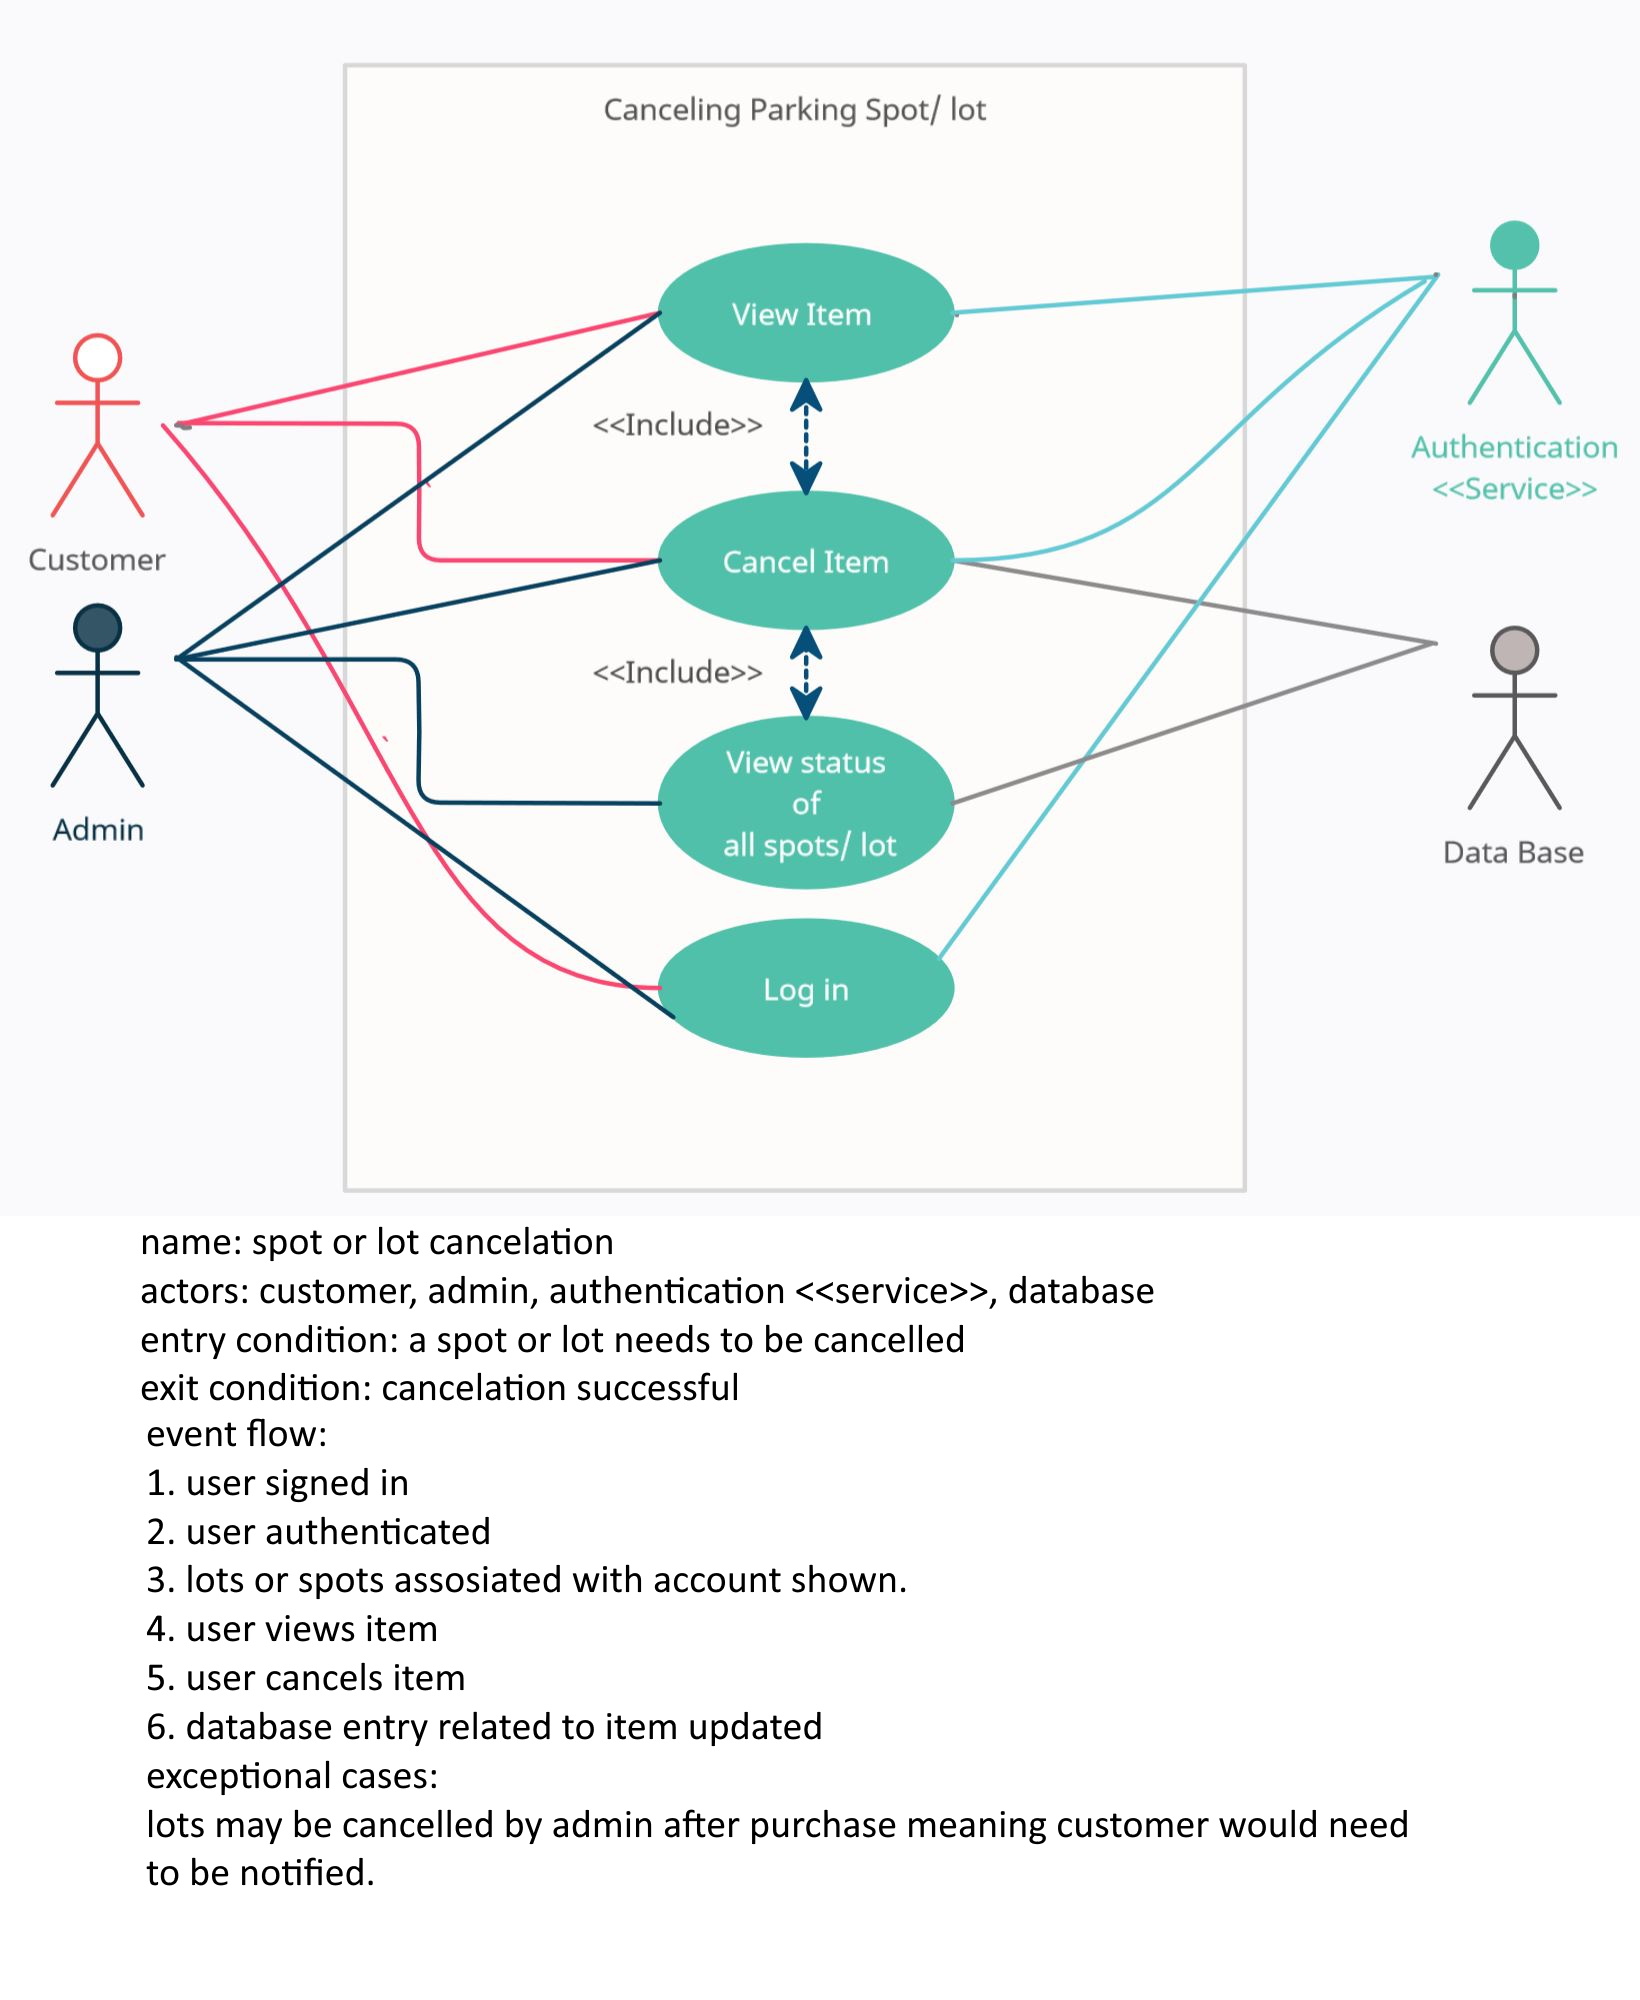 Canceling Parking Spot/ lot
View Item
<<Include>>
Authentication
<<Service>>
Customer
Cancel Item
<<Include>>
View status
of
all spots/ lot
Admin
Data Base
Log in
name: spot or lot cancelation
actors: customer, admin, authentication <<service>>, database
entry condition: a spot or lot needs to be cancelled
exit condition: cancelation successful
event flow:
1. user signed in
2. user authenticated
3. lots or spots assosiated with account shown.
4. user views item
5. user cancels item
6. database entry related to item updated
exceptional cases:
lots may be cancelled by admin after purchase meaning customer would need
to be notified.